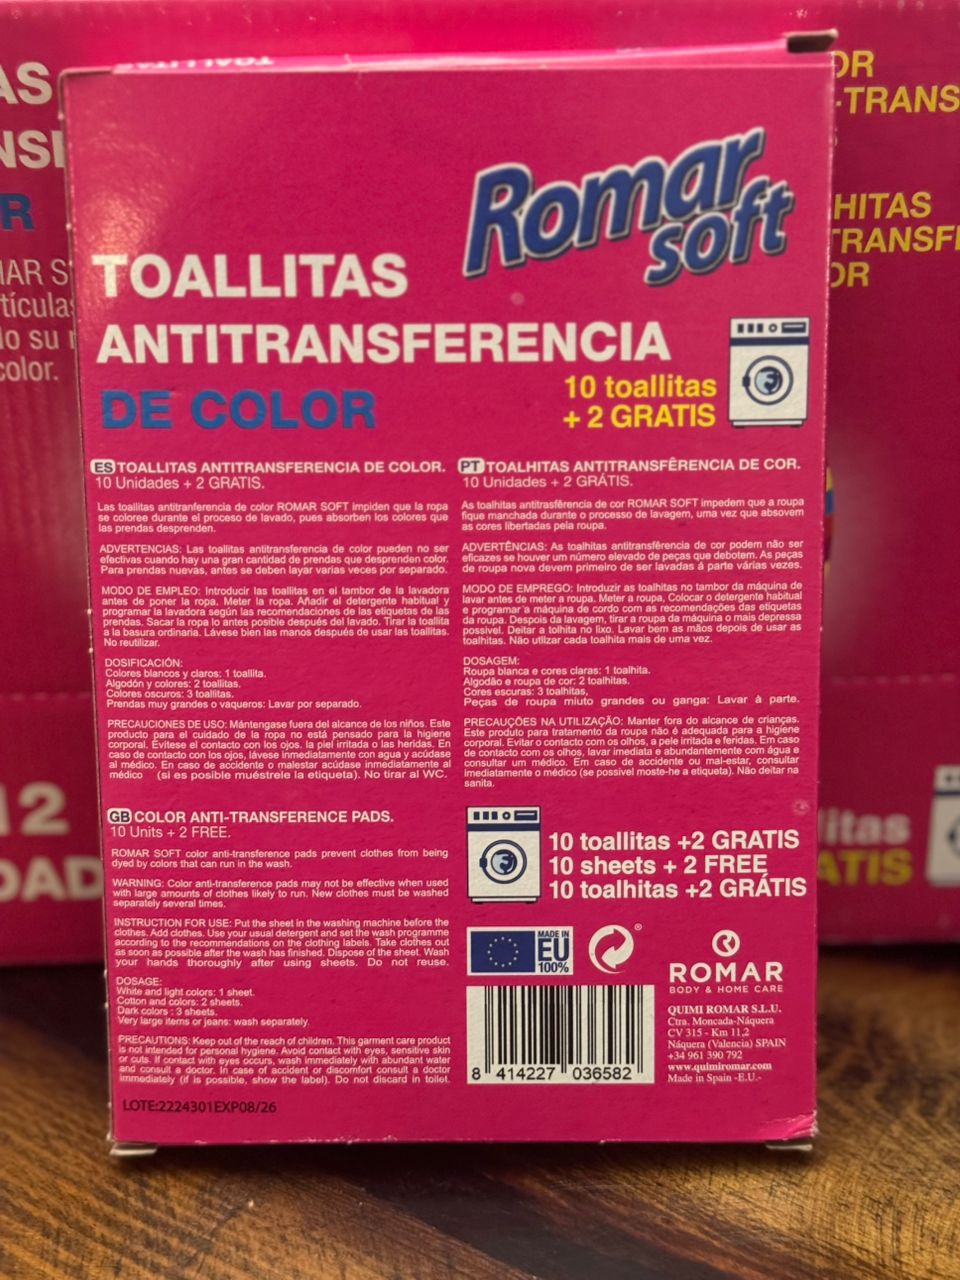 TOALLITAS
Romar
soft
TOALLITAS
ANTITRANSFERENCIA
DE COLOR
10 toallitas
+ 2 GRATIS
ES TOALLITAS ANTITRANSFERENCIA DE COLOR.
10 Unidades + 2 GRATIS.
Las toallitas antitranferencia de color ROMAR SOFT impiden que la ropa
se coloree durante el proceso de lavado, pues absorben los colores que
las prendas desprenden.
ADVERTENCIAS: Las toallitas antitransferencia de color pueden no ser
efectivas cuando hay una gran cantidad de prendas que desprenden color.
Para prendas nuevas, antes se deben layar varias veces por separado.
MODO DE EMPLEO: Introducir las toallitas en el tambor de la lavadora
antes de poner la ropa. Meter la ropa. Añadir el detergente habitual y
programar la lavadora según las recomendaciones de las etiquetas de las
prendas. Sacar la ropa lo antes posible después del lavado. Tirar la toallita
a la basura ordinaria. Lávese bien las manos después de usar las toallitas.
No reutilizar.
DOSIFICACIÓN:
Colores blancos y claros: 1 toallita.
Algodón y colores: 2 toallitas.
Colores oscuros: 3 toallitas.
Prendas muy grandes o vaqueros: Lavar por separado.
PRECAUCIONES DE USO: Mánténgase fuera del alcance de los niños. Este
producto para el cuidado de la ropa no está pensado para la higiene
corporal. Évitese el contacto con los ojos. la piel irritada o las heridas. En
caso de contacto con los ojos, lávese inmediatamente con agua y acúdase
al médico. En caso de accidente o malestar acúdase inmediatamente al
médico (si es posible muéstrele la etiqueta). No tirar al WC.
PT TOALHITAS ANTITRANSFÊRENCIA DE COR.
10 Unidades + 2 GRÁTIS.
As toalhitas antitrasfêrencia de cor ROMAR SOFT impedem que a roupa
fique manchada durante o processo de lavagem, uma vez que absovem
as cores libertadas pela roupa.
ADVERTÊNCIAS: As toalhitas antitransfêrencia de cor podem não ser
eficazes se houver um número elevado de peças que debotem. As peças
de roupa nova devem primeiro de ser lavadas á parte várias vezes.
MODO DE EMPREGO: Introduzir as toalhitas no tambor da máquina de
lavar antes de meter a roupa. Meter a roupa, Colocar o detergente habitual
e programar a máquina de cordo com as recomendações das etiquetas
da roupa. Despois da lavagem, tirar a roupa da máquina o mais depressa
possivel. Deitar a tolhita no lixo. Lavar bem as mãos depois de usar as
toalhitas. Não utlizar cada toalhita mais de uma vez.
DOSAGEM:
Roupa blanca e cores claras: 1 toalhita.
Algodão e roupa de cor: 2 toalhitas.
Cores escuras: 3 toalhitas,
Peças de roupa miuto grandes ou ganga: Lavar à parte.
PRECAUÇÕES NA UTILIZAÇÃO: Manter fora do alcance de crianças.
Este produto para tratamento da roupa não é adequada para a higiene
corporal. Evitar o contacto com os olhos, a pele irritada e feridas. Em caso
de contacto com os olhos, lavar imediata e abundantemente com água e
consultar um médico. Em caso de accidente ou mal-estar, consultar
imediatamente o médico (se possivel moste-he a etiqueta). Não deitar na
sanita.
GB COLOR ANTI-TRANSFERENCE PADS.
10 Units + 2 FREE.
ROMAR SOFT color anti-transference pads prevent clothes from being
dyed by colors that can run in the wash.
WARNING: Color anti-transference pads may not be effective when used
with large amounts of clothes likely to run. New clothes must be washed
separately several times.
INSTRUCTION FOR USE: Put the sheet in the washing machine before the
clothes. Add clothes. Use your usual detergent and set the wash programme
according to the recommendations on the clothing labels. Take clothes out
as soon as possible after the wash has finished. Dispose of the sheet. Wash
your hands thoroughly after using sheets. Do not reuse.
DOSAGE:
White and light colors: 1 sheet.
Cotton and colors: 2 sheets.
Dark colors : 3 sheets.
Very large items or jeans: wash separately.
PRECAUTIONS: Keep out of the reach of children. This garment care product
is not intended for personal hygiene. Avoid contact with eyes, sensitive skin
or cuts. If contact with eyes occurs, wash immediately with abundant water
and consult a doctor. In case of accident or discomfort consult a doctor
immediately (if is possible, show the label). Do not discard in toilet.
LOTE:2224301EXP08/26
10 toallitas +2 GRATIS
10 sheets + 2 FREE
10 toalhitas +2 GRÁTIS
MADE IN
EU
100%
®
ROMAR
BODY & HOME CARE
QUIMI ROMAR S.L.U.
Ctra. Moncada-Náquera
CV 315 - Km 11,2
Náquera (Valencia) SPAIN
+34 961 390 792
www.quimiromar.com
Made in Spain -E.U.-
8 414227 036582
AS
NSI
R
MAR S
tículas
do su
color.
12
DAD
OR
-TRANS
HITAS
TRANSF
OR
litas
ATIS